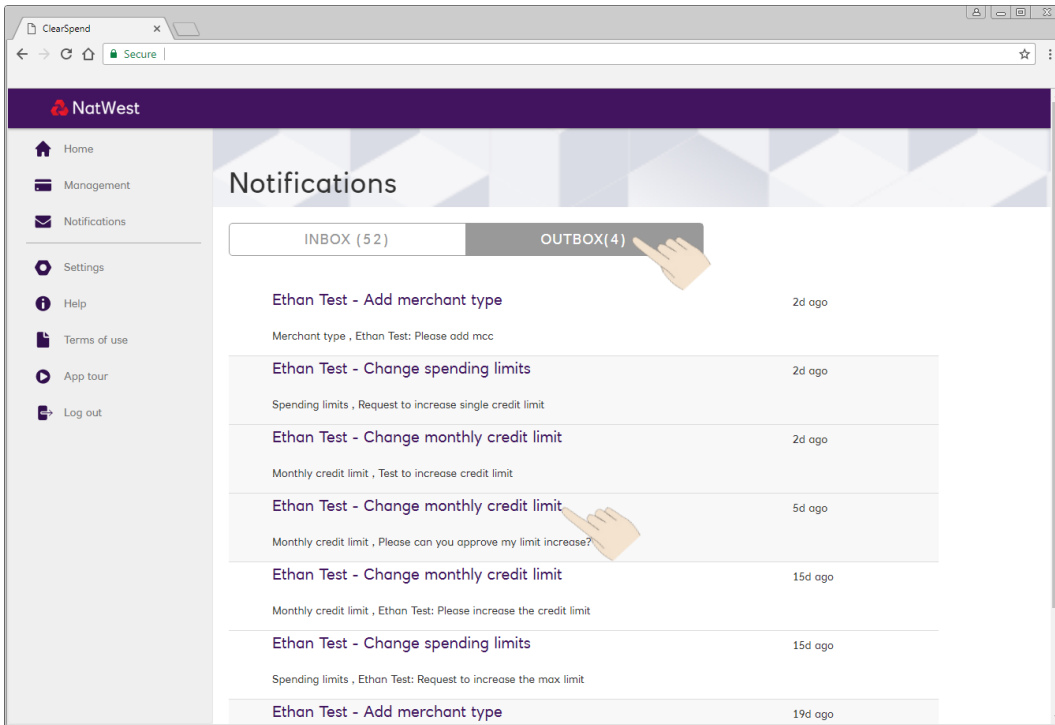 ClearSpend
Secure
NatWest
Home
Management
Notifications
Settings
Help
Terms of use
App tour
Log out
Notifications
INBOX (52)
OUTBOX(4)
Ethan Test - Add merchant type
2d ago
Merchant type , Ethan Test: Please add mcc
Ethan Test - Change spending limits
2d ago
Spending limits , Request to increase single credit limit
Ethan Test - Change monthly credit limit
2d ago
Monthly credit limit , Test to increase credit limit
Ethan Test - Change monthly credit limit
5d ago
Monthly credit limit , Please can you approve my limit increase?
Ethan Test - Change monthly credit limit
15d ago
Monthly credit limit , Ethan Test: Please increase the credit limit
Ethan Test - Change spending limits
15d ago
Spending limits , Ethan Test: Request to increase the max limit
Ethan Test - Add merchant type
19d ago